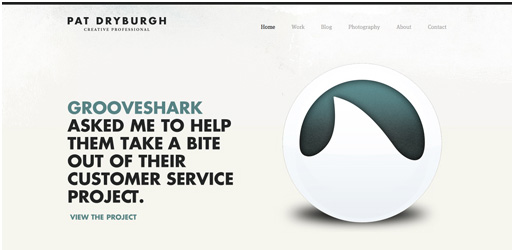 PAT DRYBURGH
CREATIVE PROFESSIONAL
Home Work Blog Photography About Contact
GROOVESHARK
ASKED ME TO HELP
THEM TAKE A BITE
OUT OF THEIR
CUSTOMER SERVICE
PROJECT.
VIEW THE PROJECT